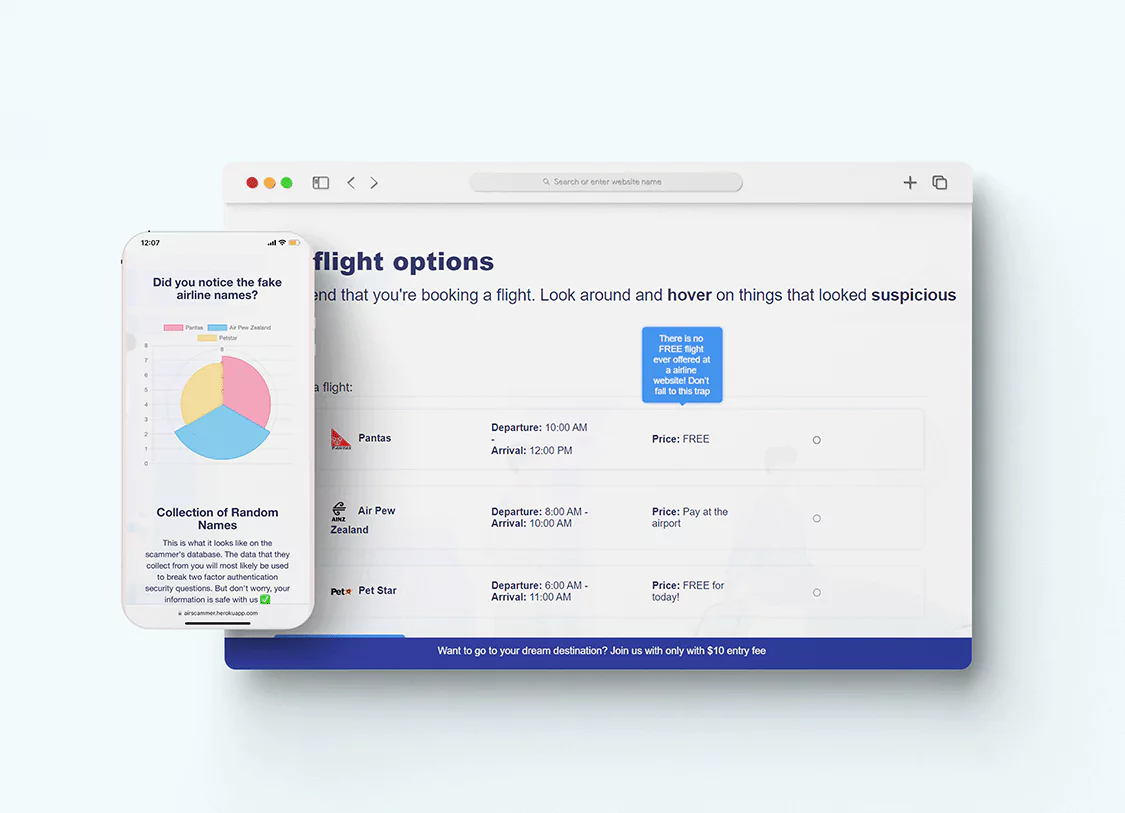 Search or enter website name
flight options
end that you're booking a flight. Look around and hover on things that looked suspicious
There is no
FREE flight
ever offered at
a airline
website! Don't
fall to this trap
a flight:
PANTAS
Pantas
Departure: 10:00 AM
-
Arrival: 12:00 PM
Price: FREE
AINZ
Air Pew
Zealand
Departure: 8:00 AM -
Arrival: 10:00 AM
Price: Pay at the
airport
Pet
Pet Star
Departure: 6:00 AM -
Arrival: 11:00 AM
Price: FREE for
today!
Want to go to your dream destination? Join us with only with $10 entry fee
12:07
Did you notice the fake
airline names?
Pantas
Air Pew Zealand
Petstar
8
8
7
6
5
4
3
2
1
0
Collection of Random
Names
This is what it looks like on the
scammer's database. The data that they
collect from you will most likely be used
to break two factor authentication
security questions. But don't worry, your
information is safe with us ✅
airscammer.herokuapp.com